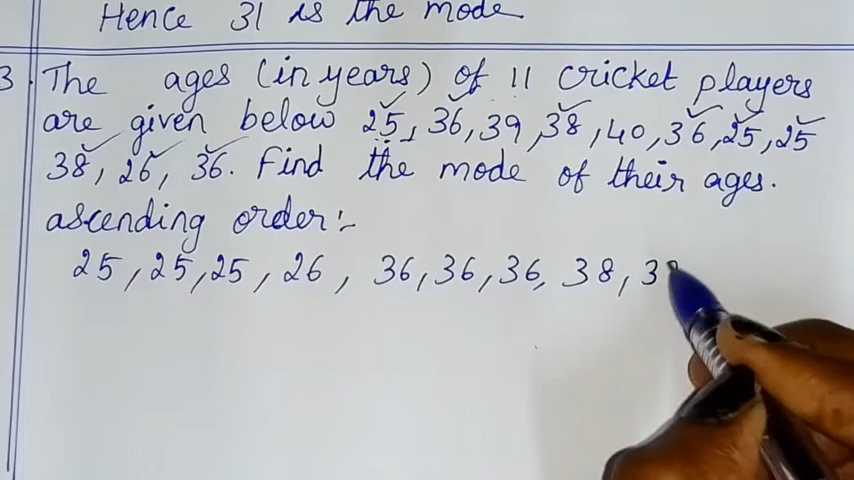 Hence 31 is the mode
3. The ages (in years) of 11 cricket players
are given below 25, 36, 39, 38, 40, 36, 25, 25
38, 26, 36. Find the mode of their ages.
ascending order:-
25, 25, 25, 26, 36, 36, 36, 38, 38